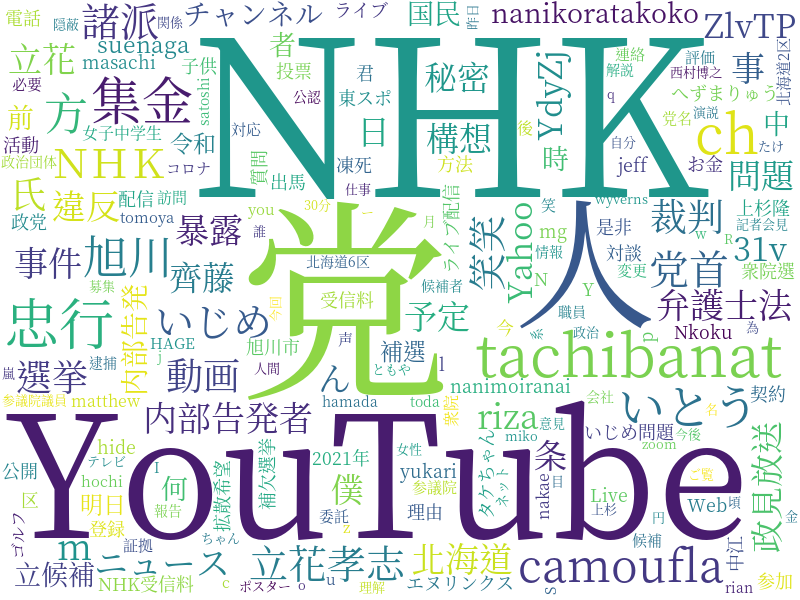 電話
隠蔽
関係
諸派
チャンネル
ライブ
国民
昨日
nanikoratakoko
ZlvTP
suenaga
masachi
立花
者
投票
君
公認
東スポ
秘密
YdyZj
連絡
解説
評価
西村博之
事
北海道2区
必要
子供
集金
方
前
女子中学生
satoshi
対応
日
構想
へずまりゅう
q
党名
演説
中
活動
令和
NHK
ch
政治団体
ＮＨＫ
コロナ
質問
凍死
方法
後
時
自分
jeff
たけ
お金
問題
氏
違反
配信
訪問
出馬
仕事
政党
tomoya
you
30分
ー
笑
wyverns
記者会見
上杉隆
暴露
誰
月
ライブ配信
笑笑
Yahoo
mg
是非
裁判
w
R
31v
事件
旭川
齊藤
党
人
情報
対談
党首
衆院選
北海道6区
候補者
N
変更
Y
募集
今回
受信料
予定
職員
政治
弁護士法
忠行
内部告発
いじめ
声
今
系
p
Nkoku
為
HAGE
旭川市
補選
tachibanat
嵐
逮捕
j
人間
ともや
選挙
動画
ん
l
nanimoiranai
参議院議員
matthew
hamada
toda
衆院
会社
名
契約
内部告発者
riza
いとう
YouTube
hide
2021年
女性
miko
意見
いじめ問題
今後
zoom
公開
テレビ
I
補欠選挙
僕
タケちゃん
ネット
条
目
ご覧
政見放送
hochi
何
拡散希望
yukari
参議院
nakae
Live
Web
頃
区
明日
登録
報告
委託
理由
上杉
円
金
ゴルフ
m
ちゃん
証拠
z
候補
中江
ニュース
立花孝志
北海道
camoufla
立候補
NHK受信料
c
ポスター
o
u
理解
エヌリンクス
s
rian
参加